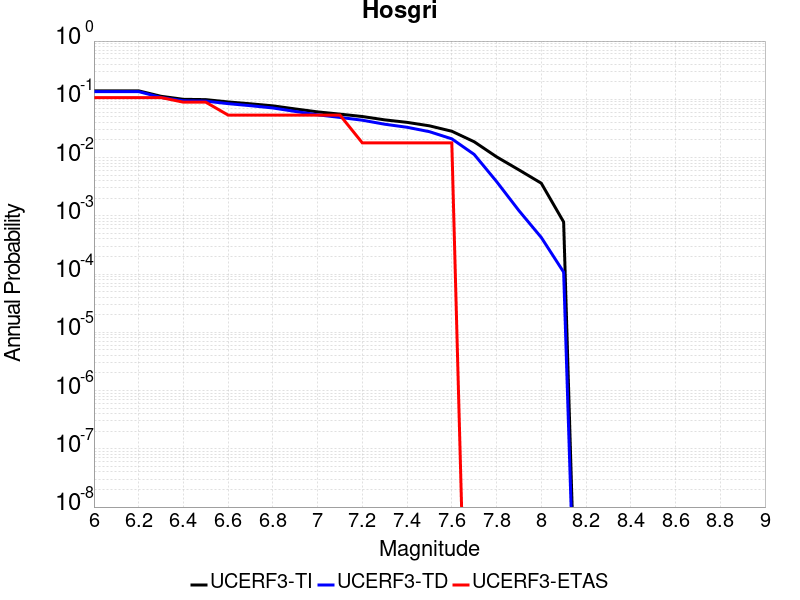 Hosgri
10^0
10^-1
10^-2
10^-3
10^-4
10^-5
10^-6
10^-7
10^-8
Annual Probability
6 6.2 6.4 6.6 6.8 7 7.2 7.4 7.6 7.8 8 8.2 8.4 8.6 8.8 9
Magnitude
UCERF3-TI UCERF3-TD UCERF3-ETAS